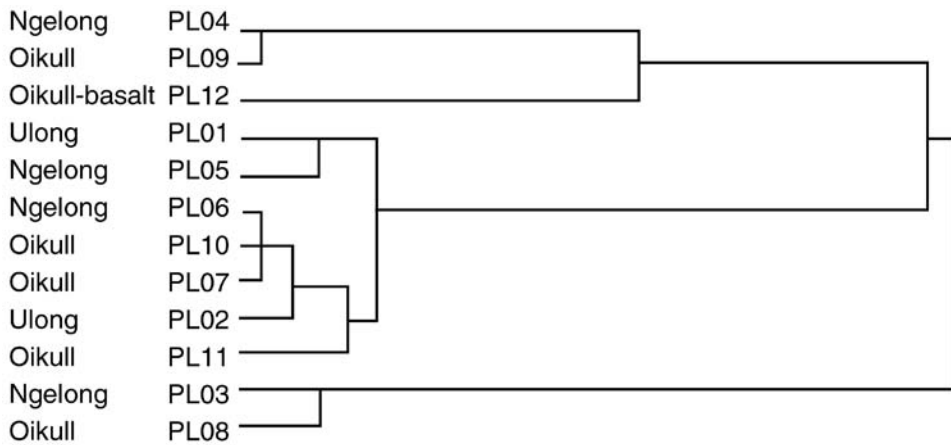 Ngelong PL04
Oikull PL09
Oikull-basalt PL12
Ulong PL01
Ngelong PL05
Ngelong PL06
Oikull PL10
Oikull PL07
Ulong PL02
Oikull PL11
Ngelong PL03
Oikull PL08